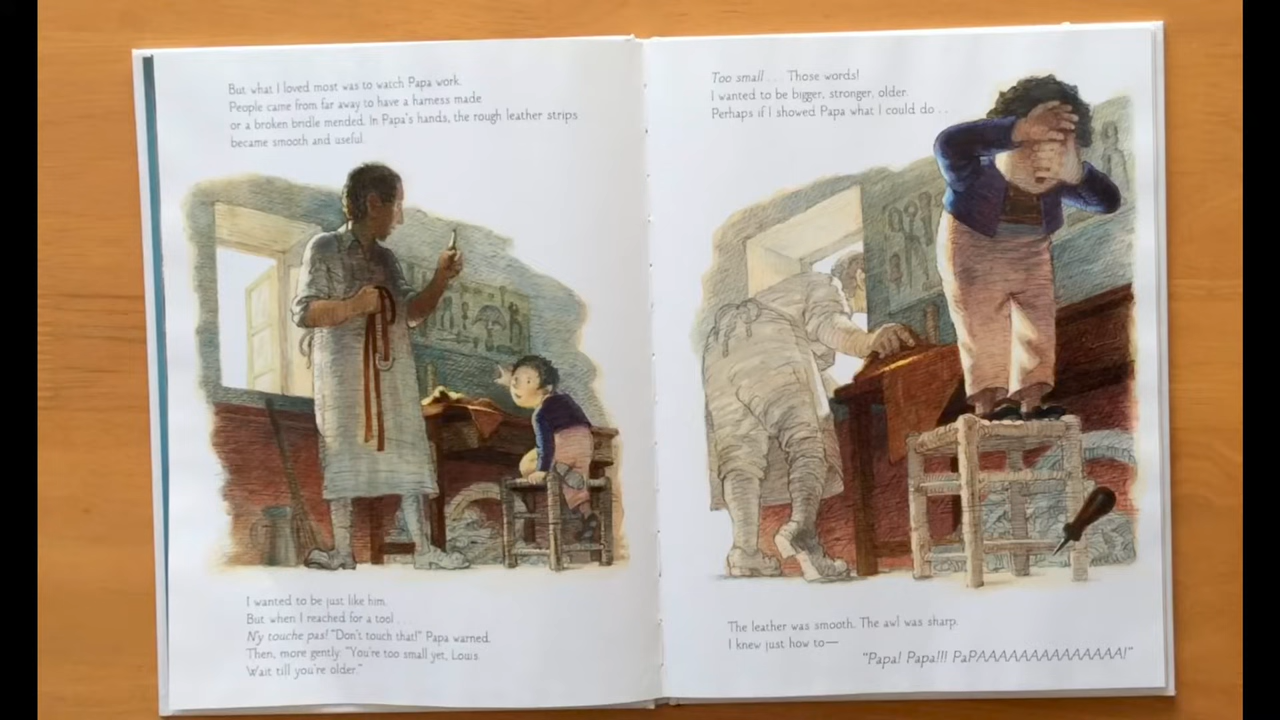 But what I loved most was to watch Papa work.
People came from far away to have a harness made
or a broken bridle mended. In Papa's hands, the rough leather strips
became smooth and useful.
I wanted to be just like him.
But when I reached for a tool . . .
N'y touche pas! "Don't touch that!" Papa warned.
Then, more gently: "You're too small yet, Louis.
Wait till you're older."
Too small . . . Those words!
I wanted to be bigger, stronger, older.
Perhaps if I showed Papa what I could do . . .
The leather was smooth. The awl was sharp.
I knew just how to—
"Papa! Papa!!! PaPAAAAAAAAAAAAAAA!"